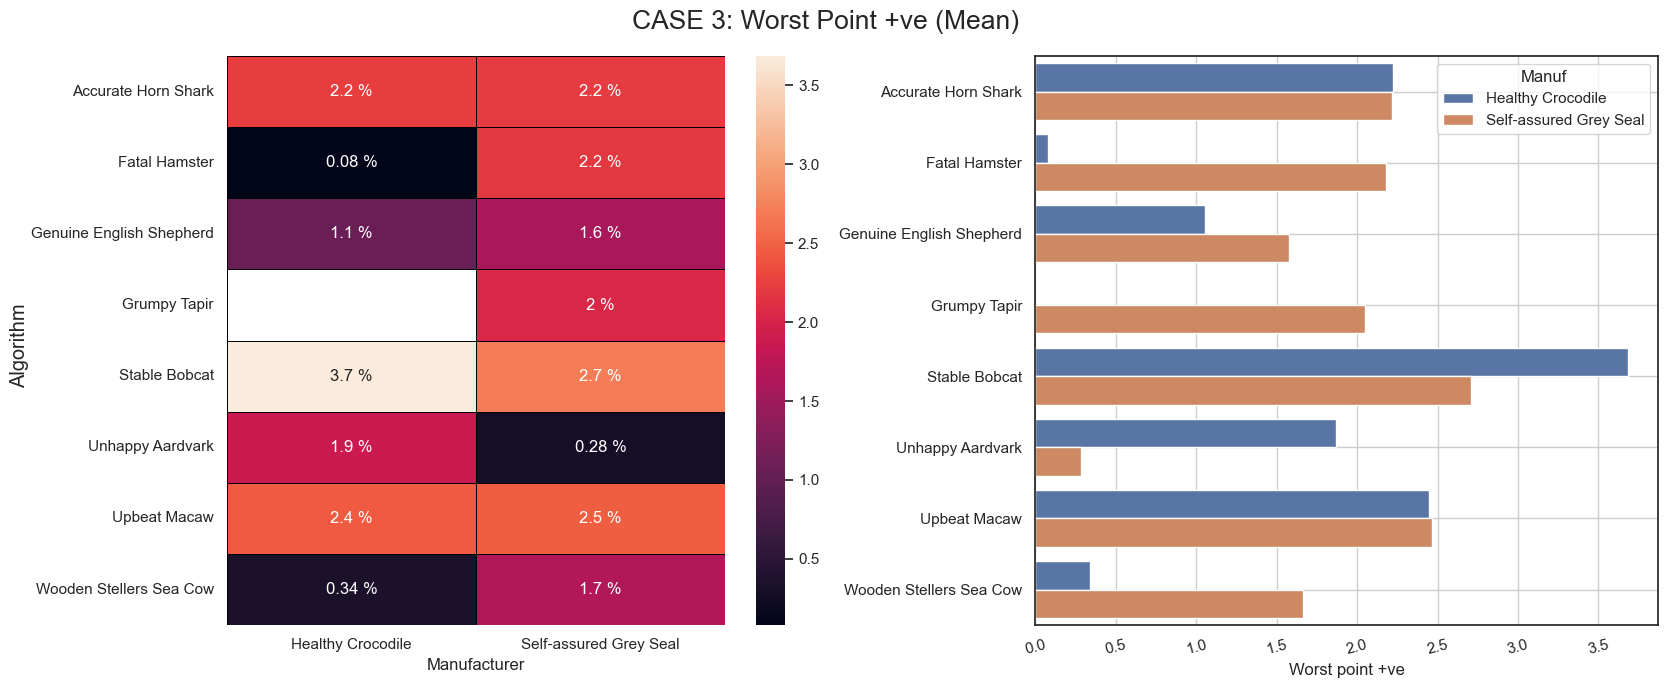 CASE 3: Worst Point +ve (Mean)
Algorithm
Accurate Horn Shark
2.2 %
2.2 %
Fatal Hamster
0.08 %
2.2 %
Genuine English Shepherd
1.1 %
1.6 %
Grumpy Tapir
2 %
Stable Bobcat
3.7 %
2.7 %
Unhappy Aardvark
1.9 %
0.28 %
Upbeat Macaw
2.4 %
2.5 %
Wooden Stellers Sea Cow
0.34 %
1.7 %
Healthy Crocodile
Self-assured Grey Seal
Manufacturer
3.5
3.0
2.5
2.0
1.5
1.0
0.5
Accurate Horn Shark
Fatal Hamster
Genuine English Shepherd
Grumpy Tapir
Stable Bobcat
Unhappy Aardvark
Upbeat Macaw
Wooden Stellers Sea Cow
Manuf
Healthy Crocodile
Self-assured Grey Seal
0.0
0.5
1.0
1.5
2.0
2.5
3.0
3.5
Worst point +ve